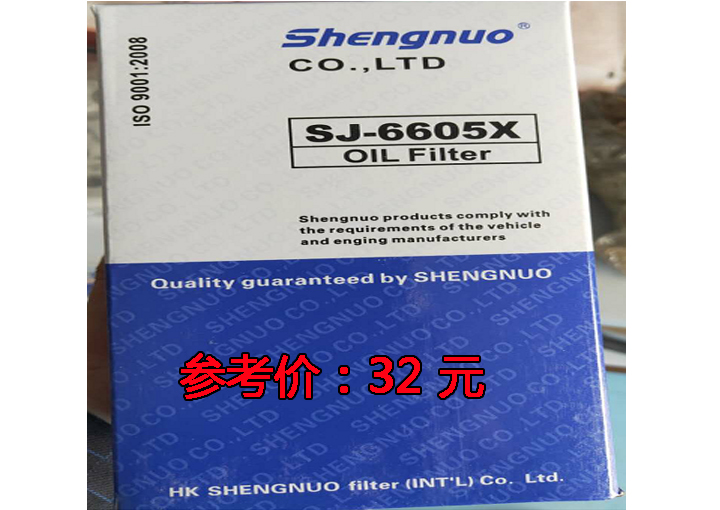 Shengnuo®
CO.,LTD
ISO 9001:2008
SJ-6605X
OIL Filter
Shengnuo products comply with
the requirements of the vehicle
and enging manufacturers
Quality guaranteed by SHENGNUO
参考价：32 元
HK SHENGNUO filter (INT'L) Co. Ltd.